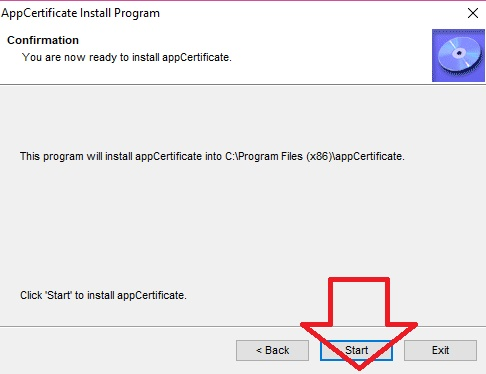 AppCertificate Install Program
Confirmation
You are now ready to install appCertificate.
This program will install appCertificate into C:\Program Files (x86)\appCertificate.
Click 'Start' to install appCertificate.
< Back
Start
Exit